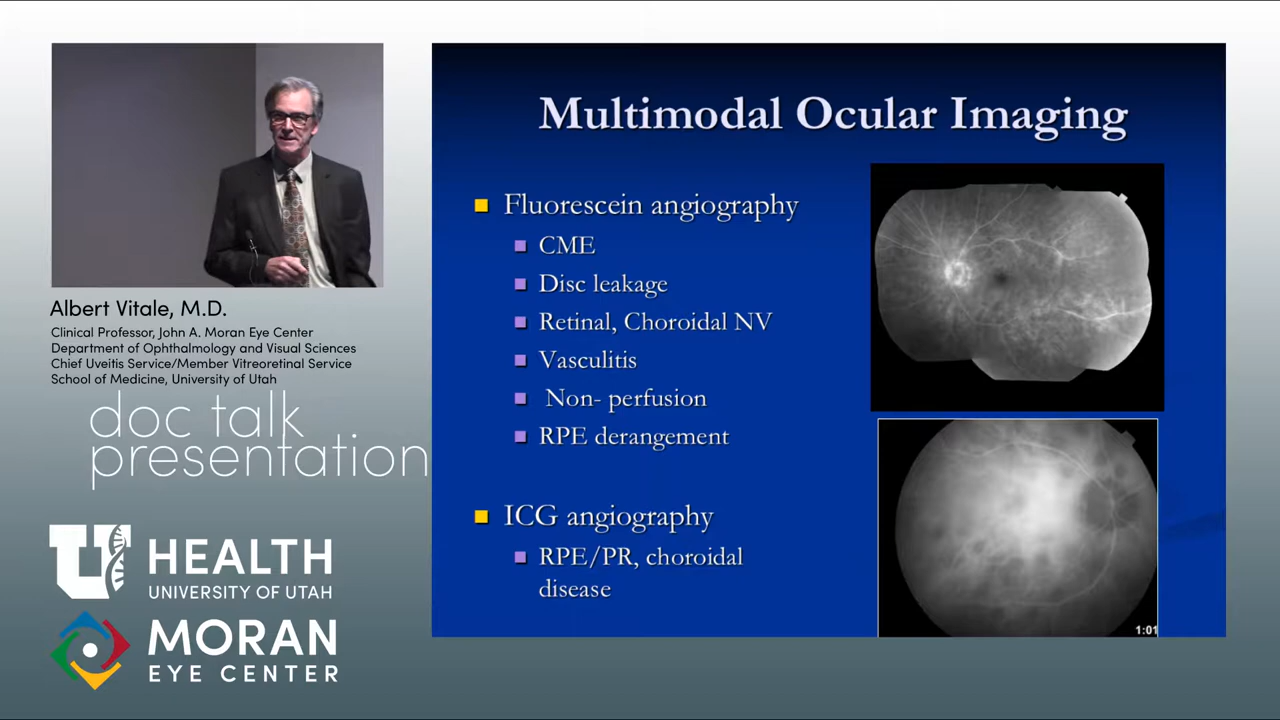 Albert Vitale, M.D.
Clinical Professor, John A. Moran Eye Center
Department of Ophthalmology and Visual Sciences
Chief Uveitis Service/Member Vitreoretinal Service
School of Medicine, University of Utah
doc talk
presentation
U HEALTH
UNIVERSITY OF UTAH
MORAN
EYE CENTER
Multimodal Ocular Imaging
Fluorescein angiography
CME
Disc leakage
Retinal, Choroidal NV
Vasculitis
Non- perfusion
RPE derangement
ICG angiography
RPE/PR, choroidal
disease
1:01